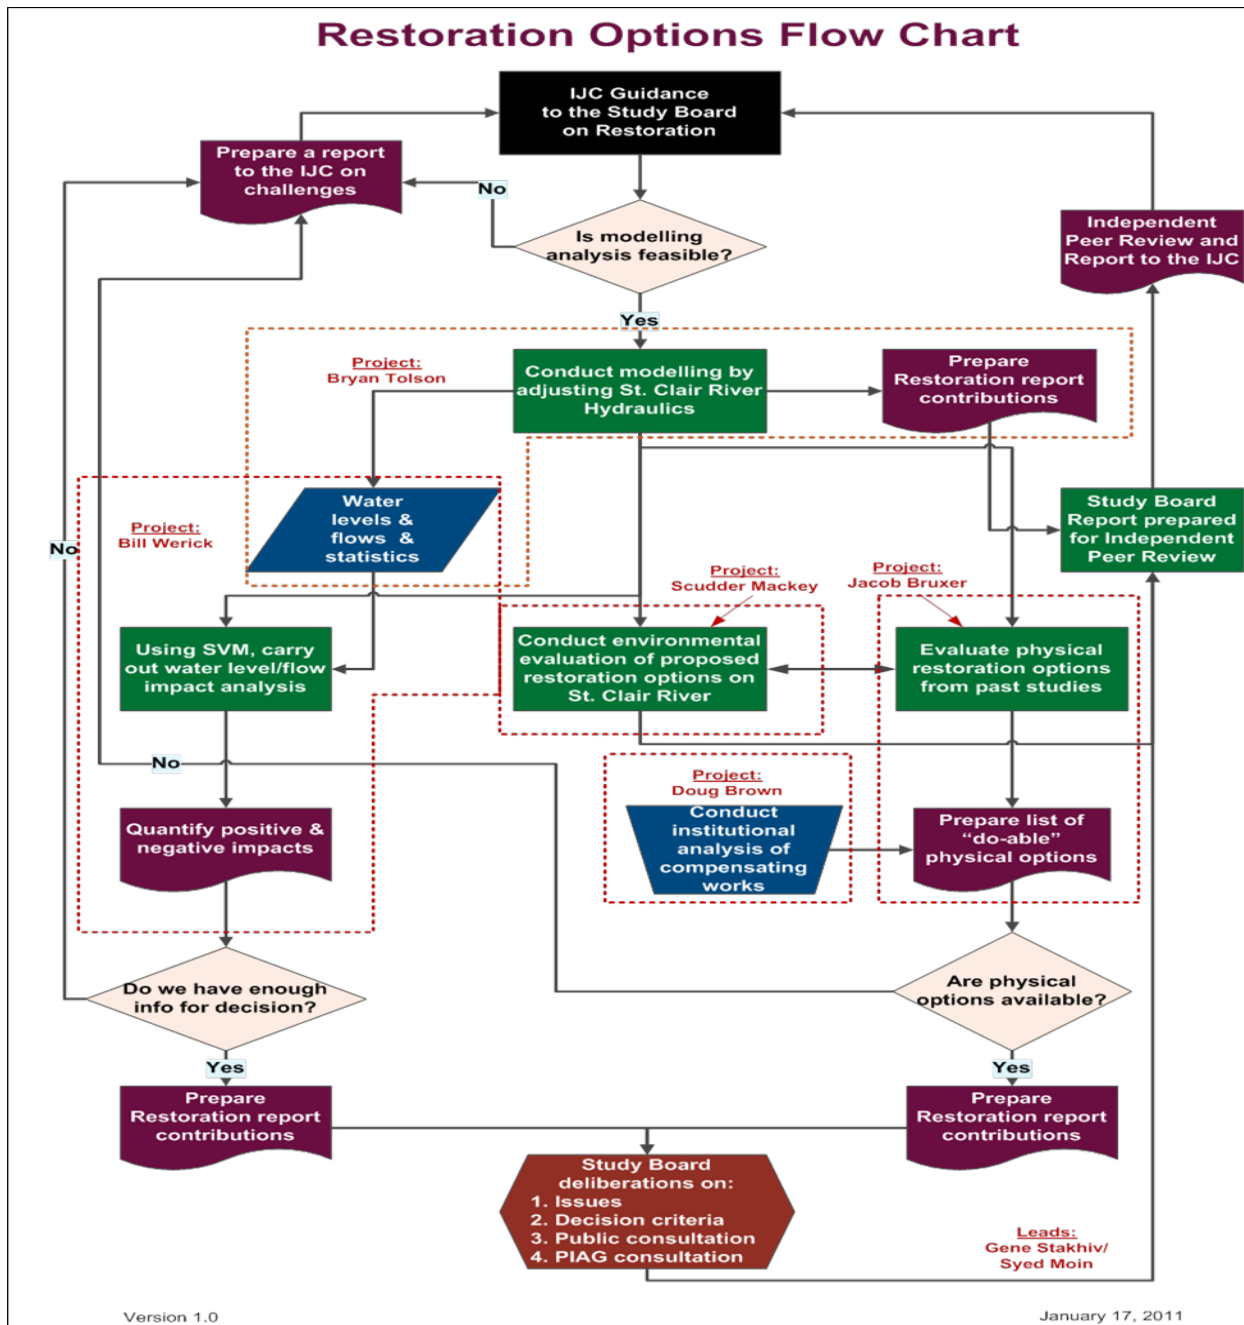 Restoration Options Flow Chart
IJC Guidance
to the Study Board
on Restoration
Prepare a report
to the IJC on
challenges
No
Is modelling
analysis feasible?
Independent
Peer Review and
Report to the IJC
Yes
Project:
Bryan Tolson
Conduct modelling by
adjusting St. Clair River
Hydraulics
Prepare
Restoration report
contributions
Project:
Bill Werick
Water
levels &
flows &
statistics
Study Board
Report prepared
for Independent
Peer Review
No
Project:
Scudder Mackey
Project:
Jacob Bruxer
Using SVM, carry
out water level/flow
impact analysis
Conduct environmental
evaluation of proposed
restoration options on
St. Clair River
Evaluate physical
restoration options
from past studies
No
Project:
Doug Brown
Conduct
institutional
analysis of
compensating
works
Quantify positive &
negative impacts
Prepare list of
“do-able”
physical options
Do we have enough
info for decision?
Are physical
options available?
Yes
Yes
Prepare
Restoration report
contributions
Prepare
Restoration report
contributions
Study Board
deliberations on:
1. Issues
2. Decision criteria
3. Public consultation
4. PIAG consultation
Leads:
Gene Stakhiv/
Syed Moin
Version 1.0
January 17, 2011